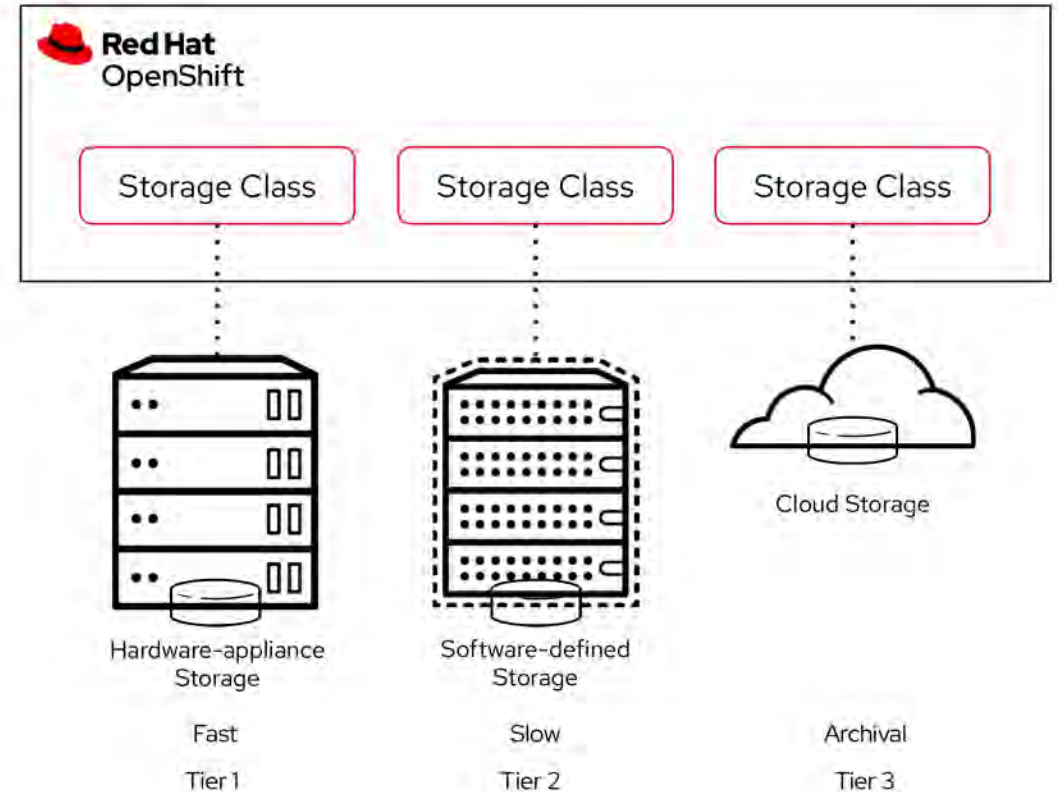 Red Hat
OpenShift
Storage Class
Storage Class
Storage Class
Hardware-appliance
Storage
Software-defined
Storage
Cloud Storage
Fast
Slow
Archival
Tier 1
Tier 2
Tier 3